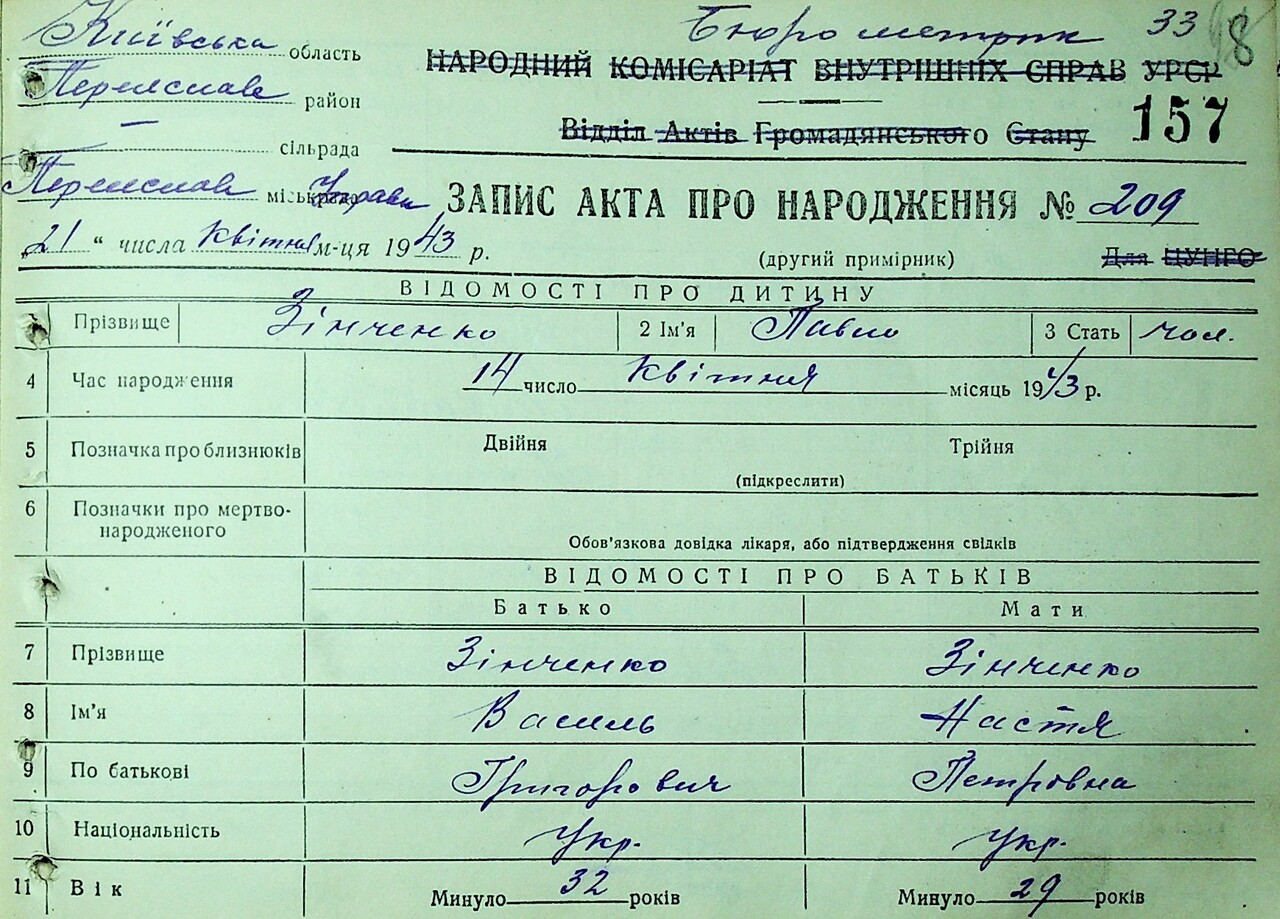 Київська область
Бюро метрик 33 8
НАРОДНИЙ КОМІСАРІАТ ВНУТРІШНІХ СПРАВ УРСР
Переяслав район
Відділ Актів Громадянського Стану 157
— сільрада
Переяслав міськрада Управи ЗАПИС АКТА ПРО НАРОДЖЕННЯ № 209
21 “ числа Квітня м-ця 1943 р. (другий примірник) Для ЦУНГО
ВІДОМОСТІ ПРО ДИТИНУ
Прізвище Зінченко 2 Ім'я Павло 3 Стать чол.
4 Час народження 14 число Квітня місяць 1943 р.
5 Позначка про близнюків Двійня Трійня
(підкреслити)
6 Позначки про мертво-
народженого
Обов'язкова довідка лікаря, або підтвердження свідків
ВІДОМОСТІ ПРО БАТЬКІВ
Батько Мати
7 Прізвище Зінченко Зінченко
8 Ім'я Василь Настя
9 По батькові Григорович Петрівна
10 Національність Укр. Укр.
11 Вік Минуло 32 років Минуло 29 років